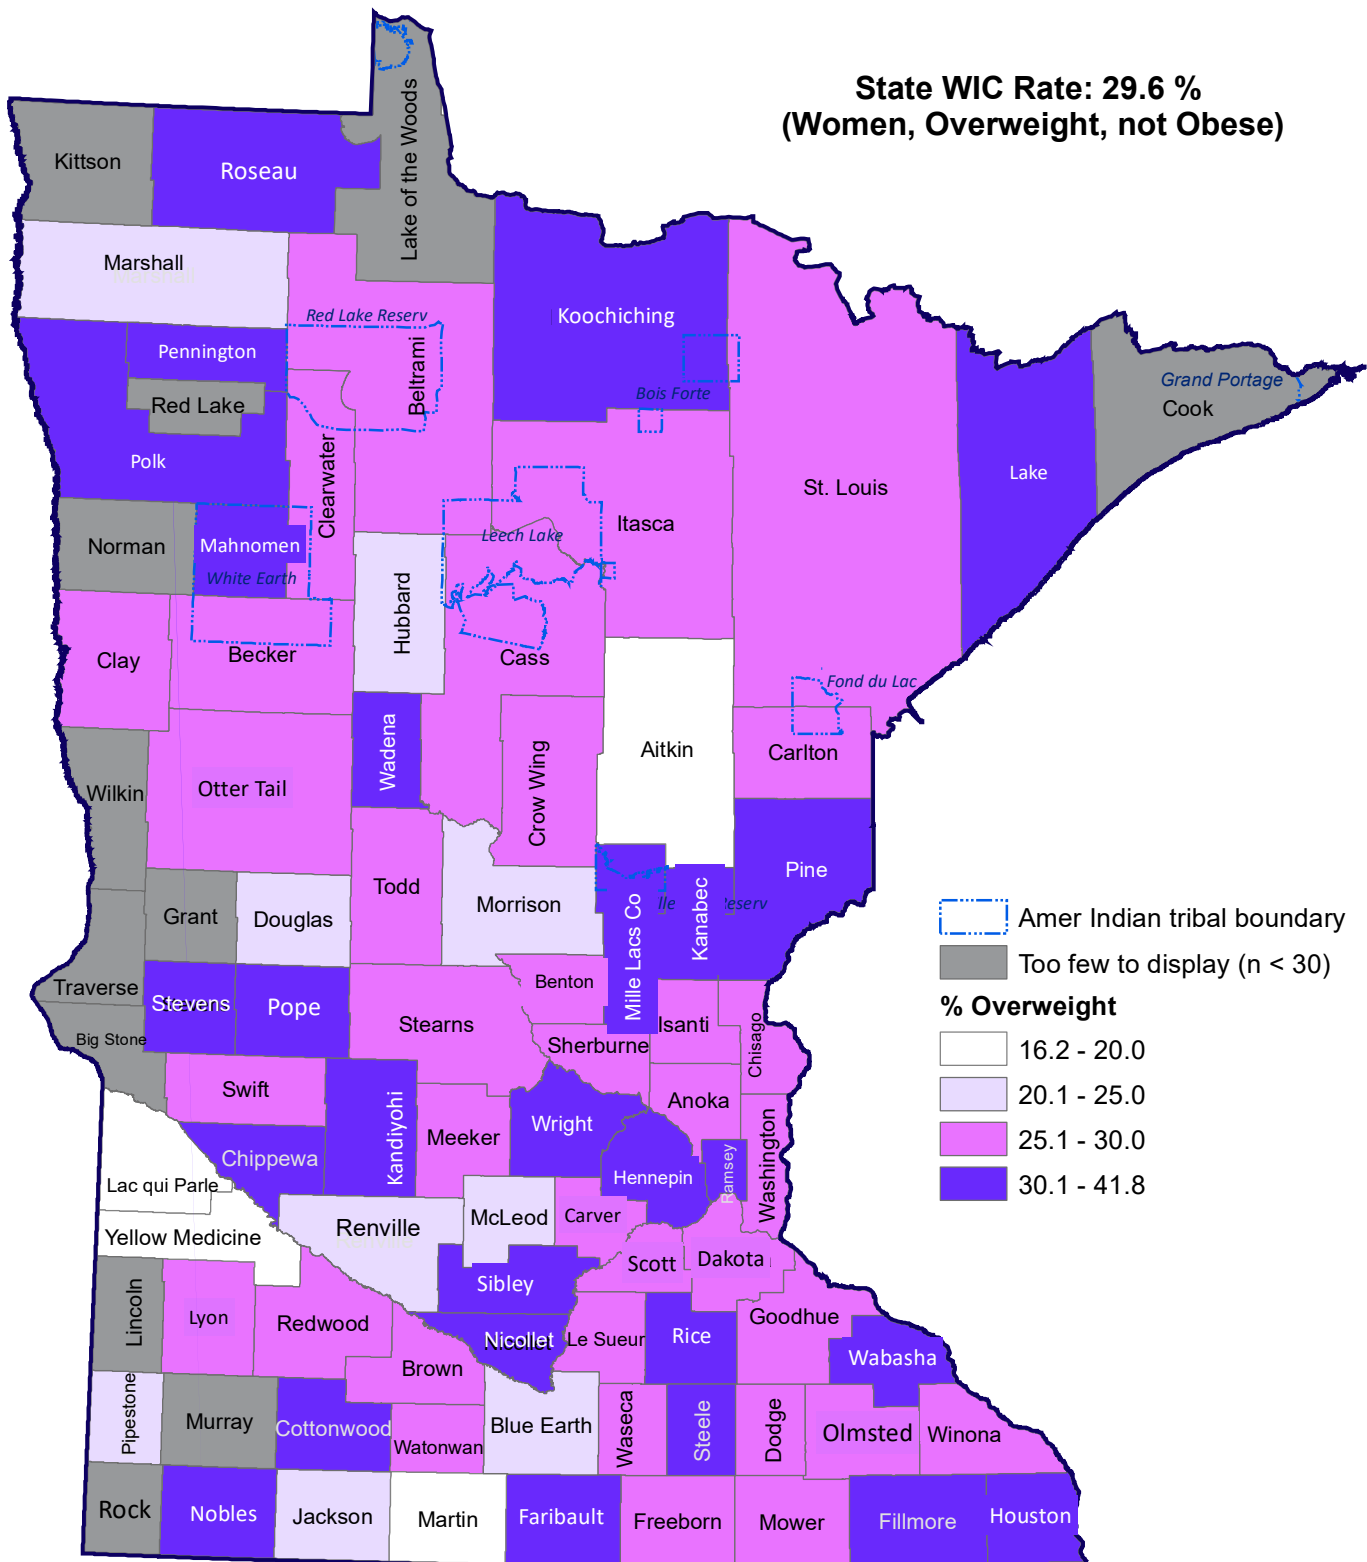 State WIC Rate: 29.6 %
(Women, Overweight, not Obese)
Kittson
Roseau
Lake of the Woods
Marshall
Koochiching
Red Lake Reserv
Pennington
Beltrami
Bois Forte
Grand Portage
Cook
Red Lake
Polk
Clearwater
Lake
St. Louis
Norman
Mahnomen
White Earth
Leech Lake
Itasca
Hubbard
Clay
Becker
Cass
Fond du Lac
Wadena
Aitkin
Carlton
Wilkin
Otter Tail
Crow Wing
Pine
Todd
Grant
Douglas
Morrison
Mille Lacs Co
lle
Kanabec
Reserv
Amer Indian tribal boundary
Too few to display (n < 30)
% Overweight
16.2 - 20.0
20.1 - 25.0
25.1 - 30.0
30.1 - 41.8
Traverse
Stevens
Pope
Benton
Stearns
Isanti
Chisago
Big Stone
Sherburne
Swift
Kandiyohi
Meeker
Wright
Anoka
Washington
Chippewa
Hennepin
Ramsey
Lac qui Parle
Renville
McLeod
Carver
Yellow Medicine
Scott
Dakota
Sibley
Lincoln
Lyon
Redwood
Nicollet
Le Sueur
Rice
Goodhue
Brown
Wabasha
Pipestone
Murray
Cottonwood
Watonwan
Blue Earth
Waseca
Steele
Dodge
Olmsted
Winona
Rock
Nobles
Jackson
Martin
Faribault
Freeborn
Mower
Fillmore
Houston